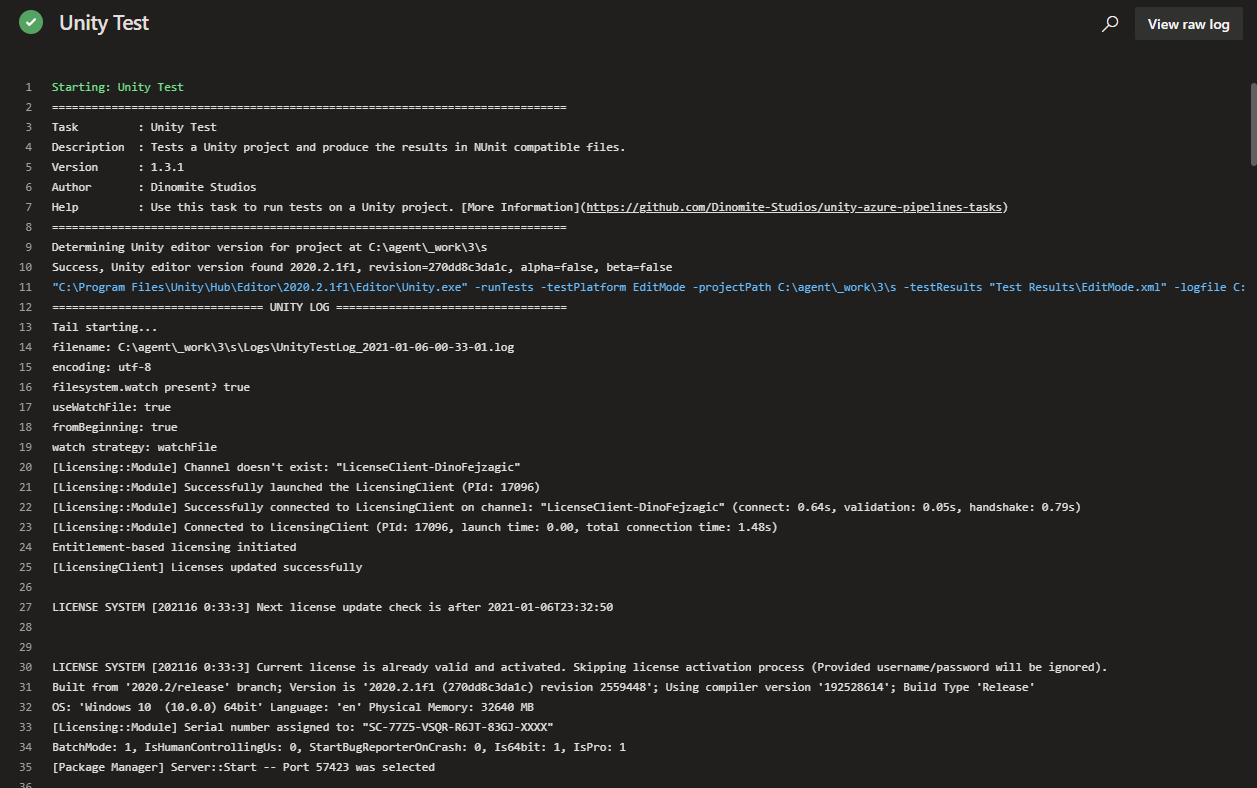 Unity Test
View raw log
1 Starting: Unity Test
2 ==============================================================================
3 Task : Unity Test
4 Description : Tests a Unity project and produce the results in NUnit compatible files.
5 Version : 1.3.1
6 Author : Dinomite Studios
7 Help : Use this task to run tests on a Unity project. [More Information](https://github.com/Dinomite-Studios/unity-azure-pipelines-tasks)
8 ==============================================================================
9 Determining Unity editor version for project at C:\agent\_work\3\s
10 Success, Unity editor version found 2020.2.1f1, revision=270dd8c3da1c, alpha=false, beta=false
11 "C:\Program Files\Unity\Hub\Editor\2020.2.1f1\Editor\Unity.exe" -runTests -testPlatform EditMode -projectPath C:\agent\_work\3\s -testResults "Test Results\EditMode.xml" -logfile C:
12 ================================ UNITY LOG ===================================
13 Tail starting...
14 filename: C:\agent\_work\3\s\Logs\UnityTestLog_2021-01-06-00-33-01.log
15 encoding: utf-8
16 filesystem.watch present? true
17 useWatchFile: true
18 fromBeginning: true
19 watch strategy: watchFile
20 [Licensing::Module] Channel doesn't exist: "LicenseClient-DinoFejzagic"
21 [Licensing::Module] Successfully launched the LicensingClient (PId: 17096)
22 [Licensing::Module] Successfully connected to LicensingClient on channel: "LicenseClient-DinoFejzagic" (connect: 0.64s, validation: 0.05s, handshake: 0.79s)
23 [Licensing::Module] Connected to LicensingClient (PId: 17096, launch time: 0.00, total connection time: 1.48s)
24 Entitlement-based licensing initiated
25 [LicensingClient] Licenses updated successfully
26
27 LICENSE SYSTEM [202116 0:33:3] Next license update check is after 2021-01-06T23:32:50
28
29
30 LICENSE SYSTEM [202116 0:33:3] Current license is already valid and activated. Skipping license activation process (Provided username/password will be ignored).
31 Built from '2020.2/release' branch; Version is '2020.2.1f1 (270dd8c3da1c) revision 2559448'; Using compiler version '192528614'; Build Type 'Release'
32 OS: 'Windows 10  (10.0.0) 64bit' Language: 'en' Physical Memory: 32640 MB
33 [Licensing::Module] Serial number assigned to: "SC-77Z5-VSQR-R6JT-83GJ-XXXX"
34 BatchMode: 1, IsHumanControllingUs: 0, StartBugReporterOnCrash: 0, Is64bit: 1, IsPro: 1
35 [Package Manager] Server::Start -- Port 57423 was selected
36